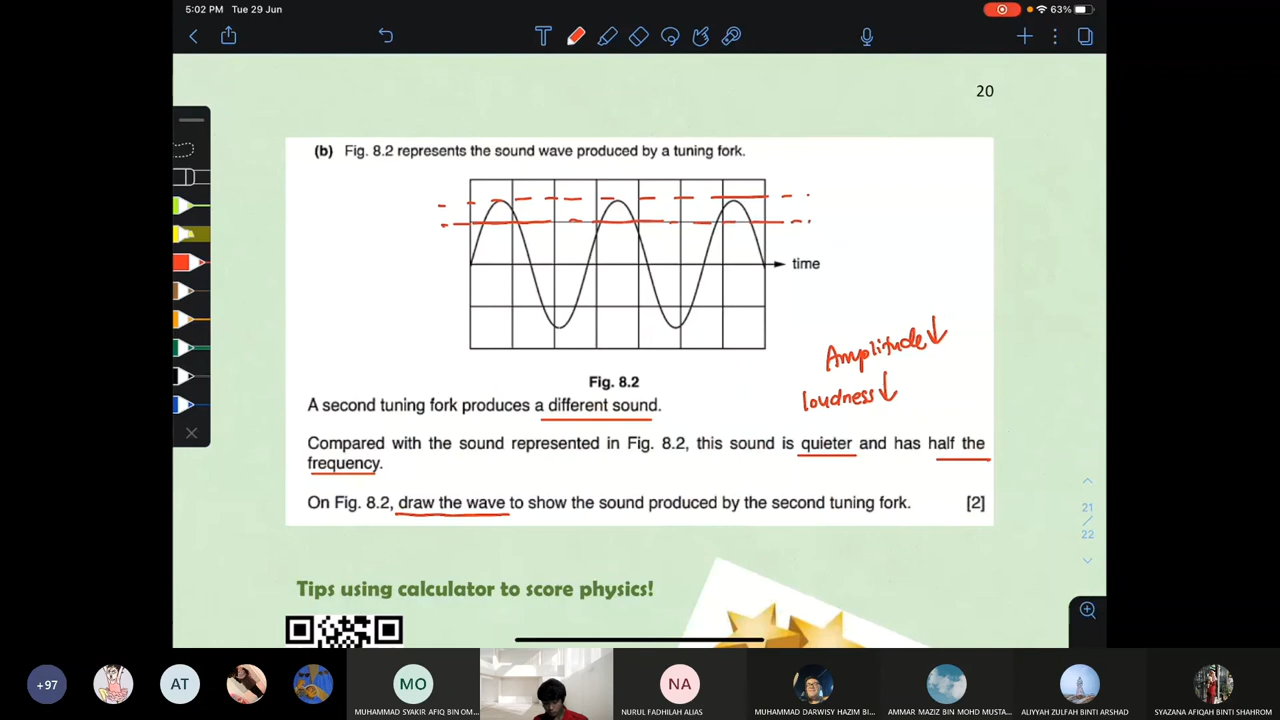 5:02 PM Tue 29 Jun
63%
20
(b) Fig. 8.2 represents the sound wave produced by a tuning fork.
time
Amplitude↓
loudness↓
Fig. 8.2
A second tuning fork produces a different sound.
Compared with the sound represented in Fig. 8.2, this sound is quieter and has half the
frequency.
On Fig. 8.2, draw the wave to show the sound produced by the second tuning fork. [2]
21
22
Tips using calculator to score physics!
+97
AT
MO
NA
MUHAMMAD SYAKIR AFIQ BIN OM...
NURUL FADHILAH ALIAS
MUHAMMAD DARWISY HAZIM BI...
AMMAR MAZIZ BIN MOHD MUSTA...
ALIYYAH ZULFAH BINTI ARSHAD
SYAZANA AFIQAH BINTI SHAHROM